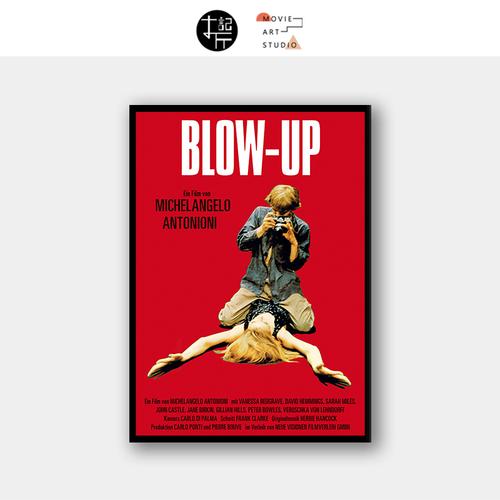 記
MOVIE
ART
STUDIO
BLOW-UP
Ein Film von
MICHELANGELO
ANTONIONI
Ein Film von MICHELANGELO ANTONIONI mit VANESSA REDGRAVE, DAVID HEMMINGS, SARAH MILES,
JOHN CASTLE, JANE BIRKIN, GILLIAN HILLS, PETER BOWLES, VERUSCHKA VON LEHNDORFF
Kamera CARLO DI PALMA Schnitt FRANK CLARKE Originalmusik HERBIE HANCOCK
Produktion CARLO PONTI und PIERRE ROUVE im Verleih von NEUE VISIONEN FILMVERLEIH GMBH